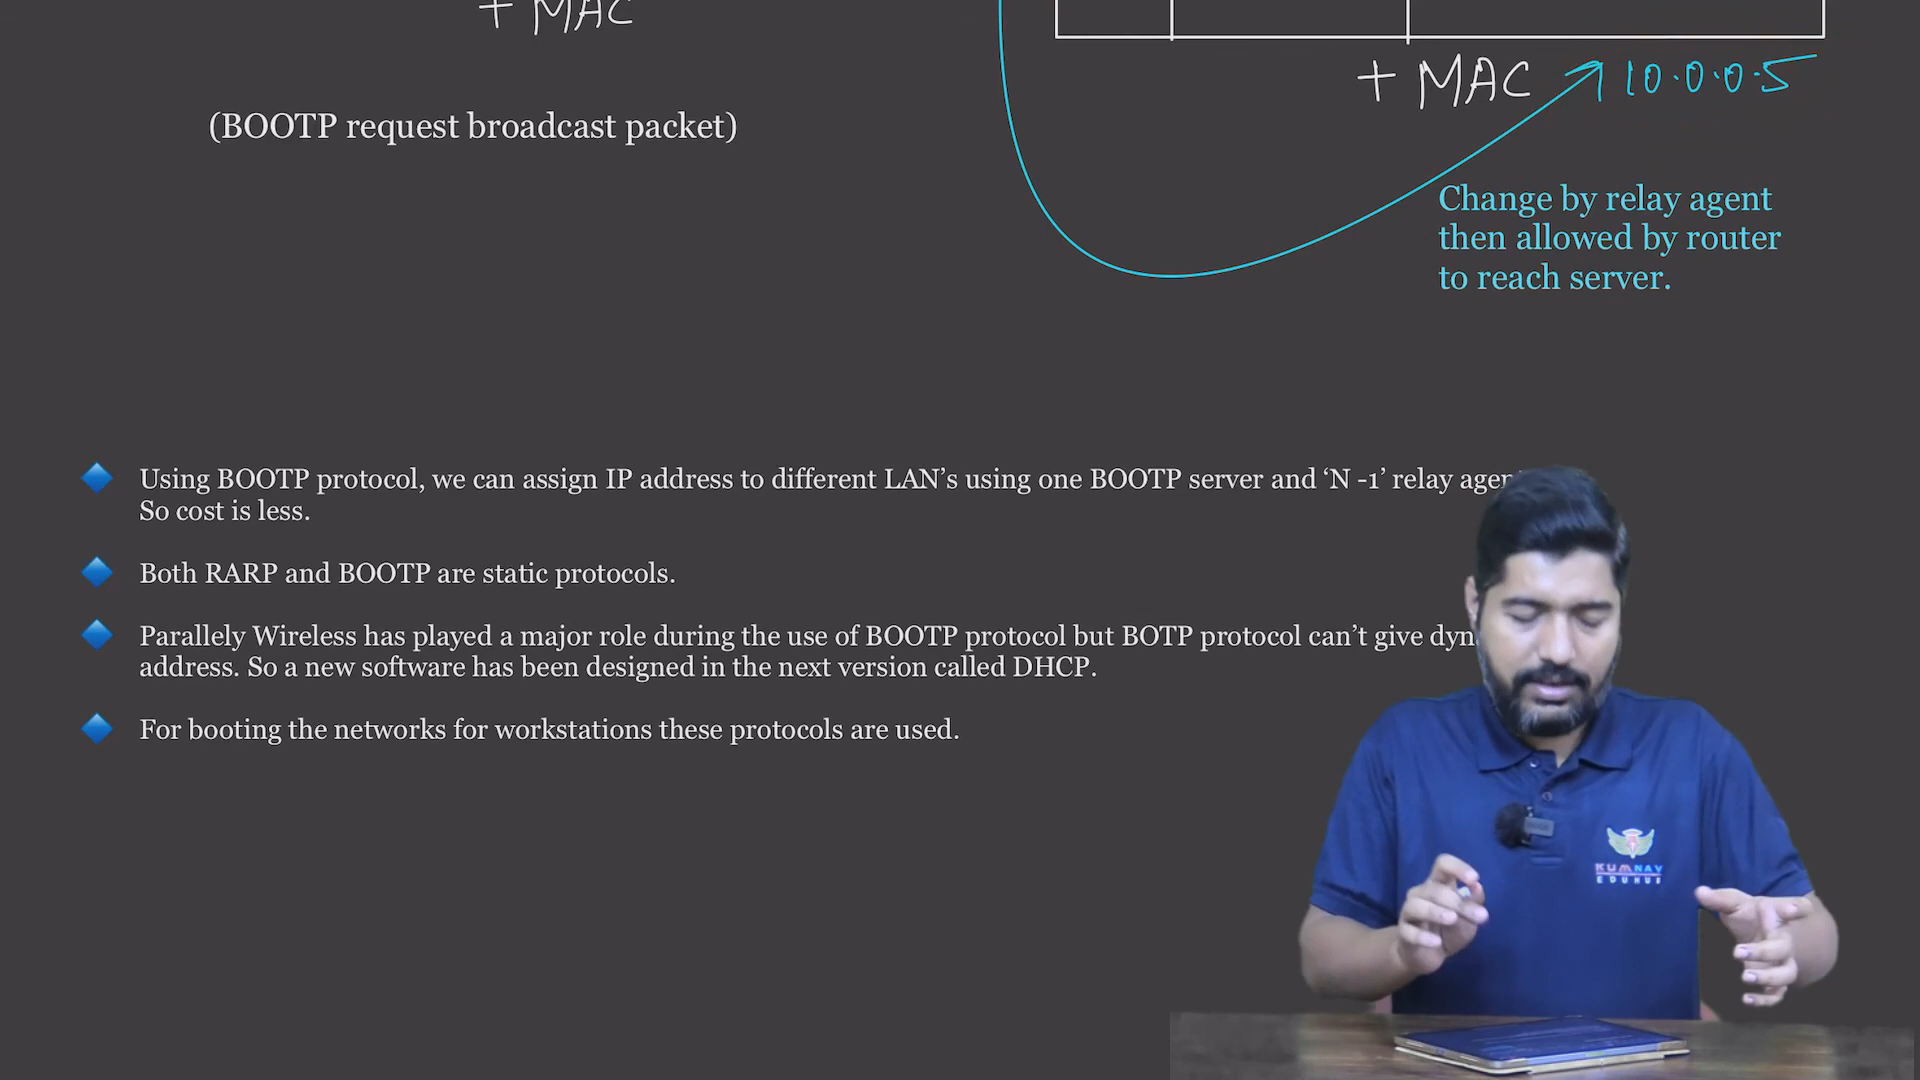 + MAC
+ MAC 10.0.0.5
(BOOTP request broadcast packet)
Change by relay agent
then allowed by router
to reach server.
Using BOOTP protocol, we can assign IP address to different LAN’s using one BOOTP server and ‘N -1’ relay
So cost is less.
Both RARP and BOOTP are static protocols.
Parallely Wireless has played a major role during the use of BOOTP protocol but BOTP protocol can’t give
address. So a new software has been designed in the next version called DHCP.
For booting the networks for workstations these protocols are used.
KUMNAV
EDUHUB